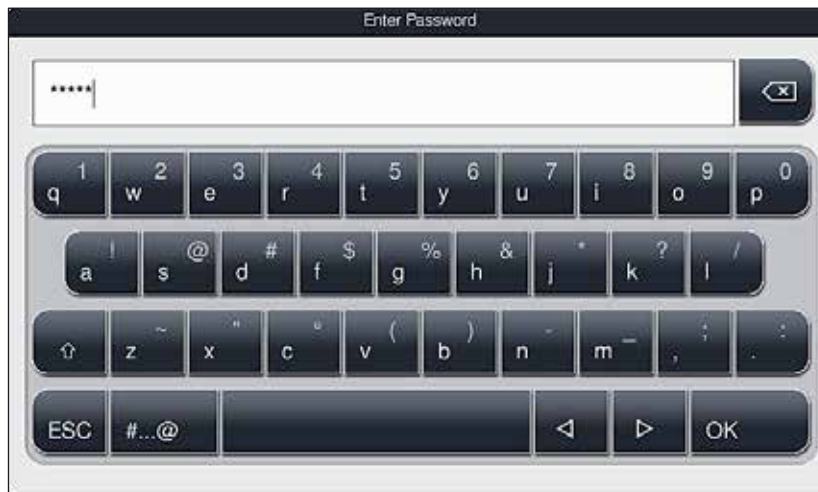 Enter Password
*****
1 2 3 4 5 6 7 8 9 0
q w e r t y u i o p
! @ # $ % & * ? /
a s d f g h j k l
~ " ( ) - _ ; :
z x c v b n m , .
ESC #...@ OK